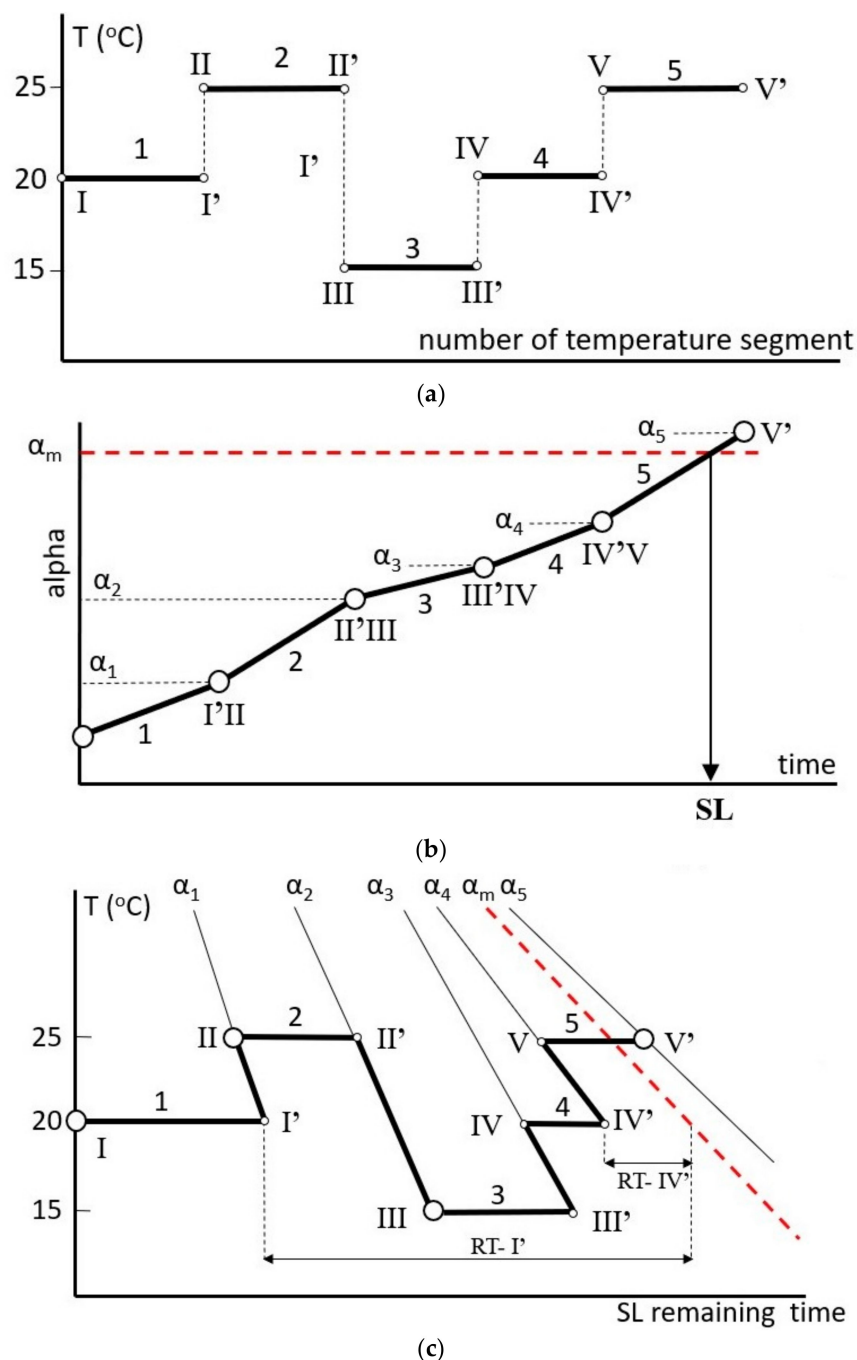 T (°C)
II 2 II’ V 5 V’
25
1 I’ IV 4
20
I I’ IV’
3
15
III III’
number of temperature segment
(a)
α5 V’
αm
5
α4
alpha
α3 4 IV’V
α2
3 III’IV
II’III
α1 2
I’II
1
time
SL
(b)
α1 α2 α3 α4 αm α5
T (°C)
2 5
25 II II’ V V’
1 4
20 I’ IV IV’
I
RT- IV’
3
15 III III’
RT- I’
SL remaining time
(c)